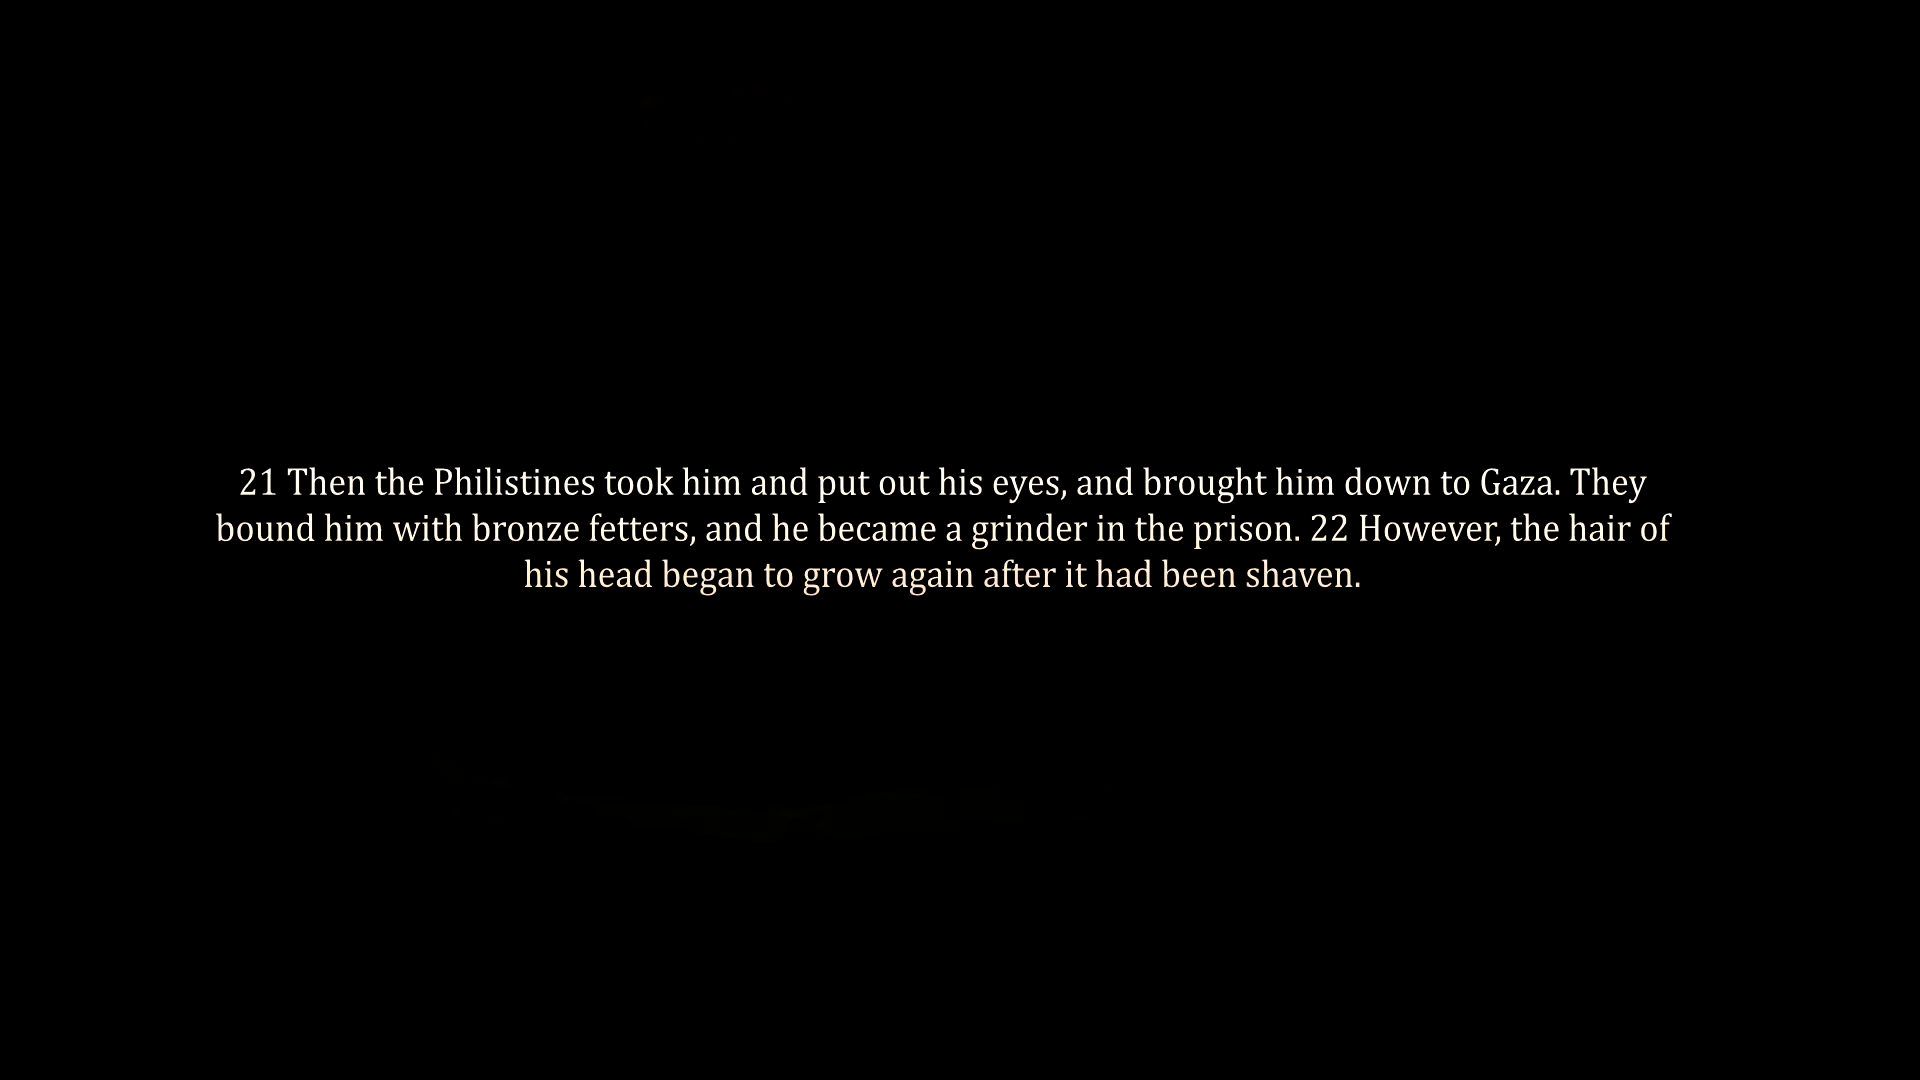 21 Then the Philistines took him and put out his eyes, and brought him down to Gaza. They
bound him with bronze fetters, and he became a grinder in the prison. 22 However, the hair of
his head began to grow again after it had been shaven.